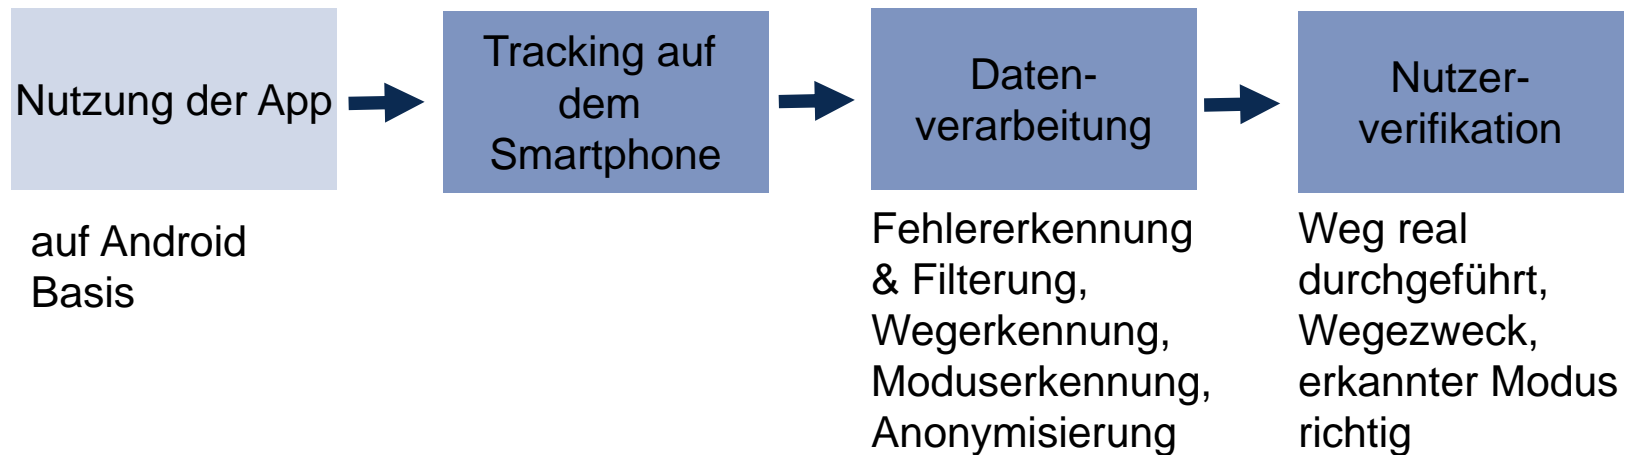 Nutzung der App
auf Android
Basis
Tracking auf
dem
Smartphone
Daten-
verarbeitung
Fehlererkennung
& Filterung,
Wegerkennung,
Moduserkennung,
Anonymisierung
Nutzer-
verifikation
Weg real
durchgeführt,
Wegezweck,
erkannter Modus
richtig